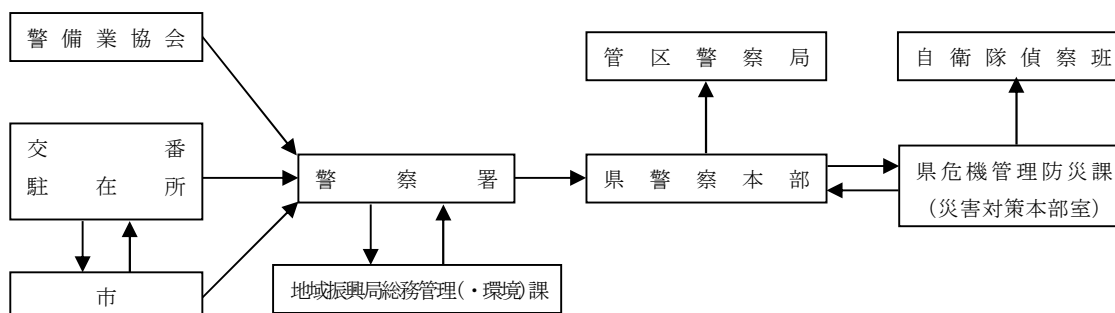 警備業協会
管区警察局
自衛隊偵察班
交番
駐在所
警察署
県警察本部
県危機管理防災課
(災害対策本部室)
地域振興局総務管理(・環境)課
市